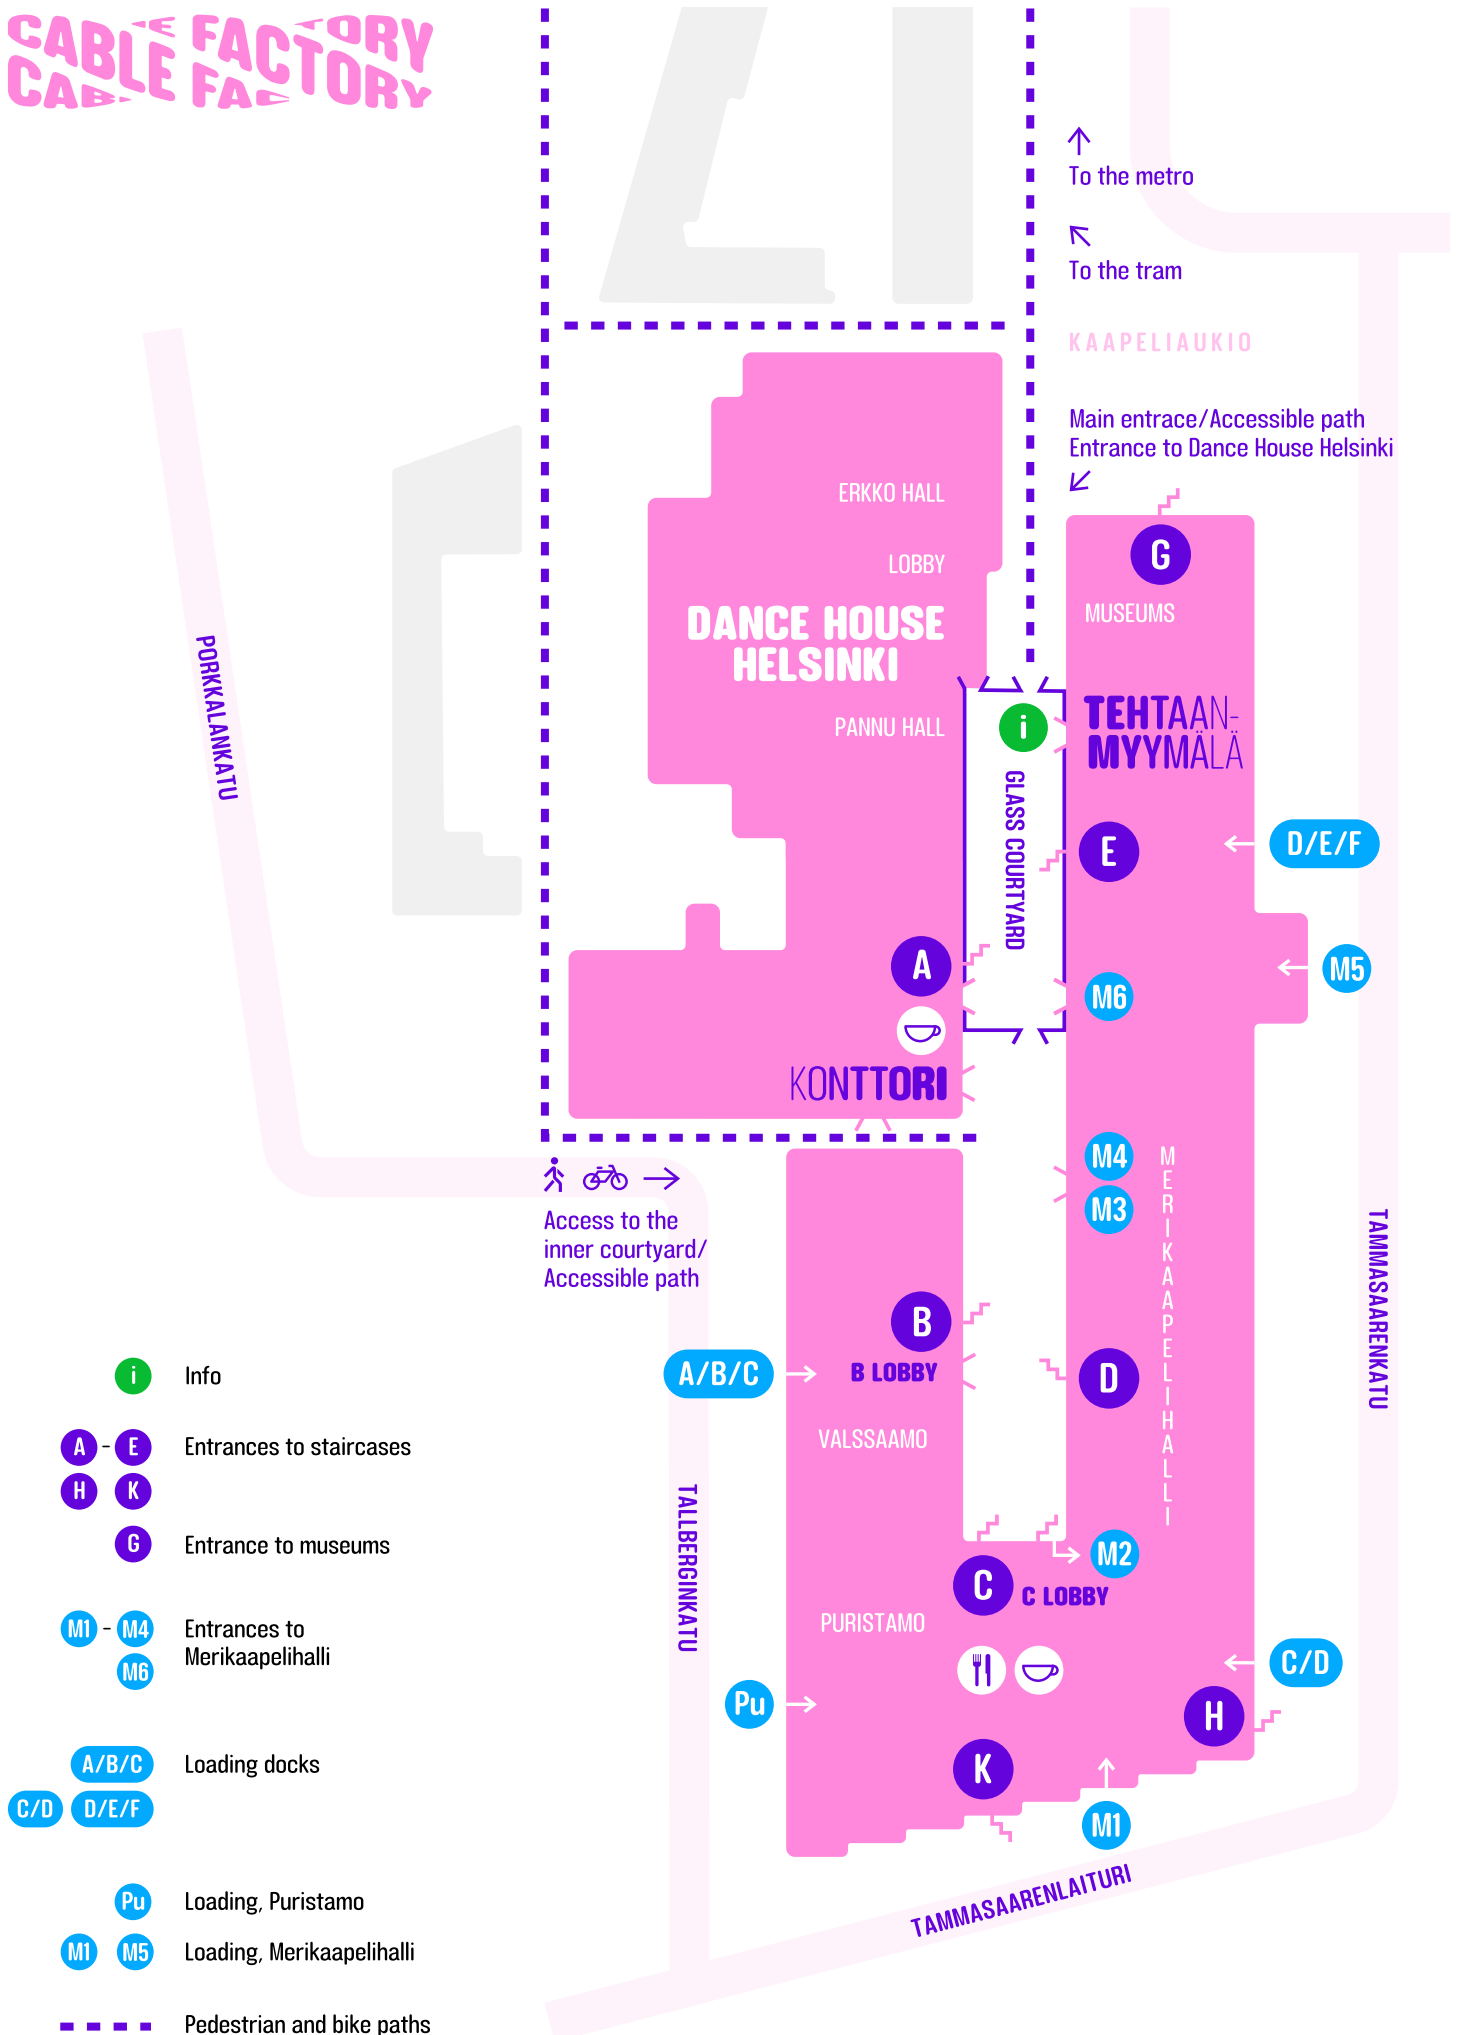 CABLE FACTORY
CABLE FACTORY
To the metro
To the tram
KAAPELIAUKIO
Main entrace/Accessible path
Entrance to Dance House Helsinki
ERKKO HALL
LOBBY
DANCE HOUSE
HELSINKI
PANNU HALL
G
MUSEUMS
TEHTAAN-
MYYMÄLÄ
i
GLASS COURTYARD
E
D/E/F
A
M6
M5
KONTTORI
PORKKALANKATU
Access to the
inner courtyard/
Accessible path
M4
M3
MERIKAAPELIHALLI
TAMMASAARENKATU
B
B LOBBY
A/B/C
D
VALSSAAMO
TALLBERGINKATU
M2
C
C LOBBY
PURISTAMO
C/D
Pu
H
K
M1
TAMMASAARENLAITURI
i Info
A - E Entrances to staircases
H K
G Entrance to museums
M1 - M4 Entrances to
M6 Merikaapelihalli
A/B/C Loading docks
C/D D/E/F
Pu Loading, Puristamo
M1 M5 Loading, Merikaapelihalli
Pedestrian and bike paths